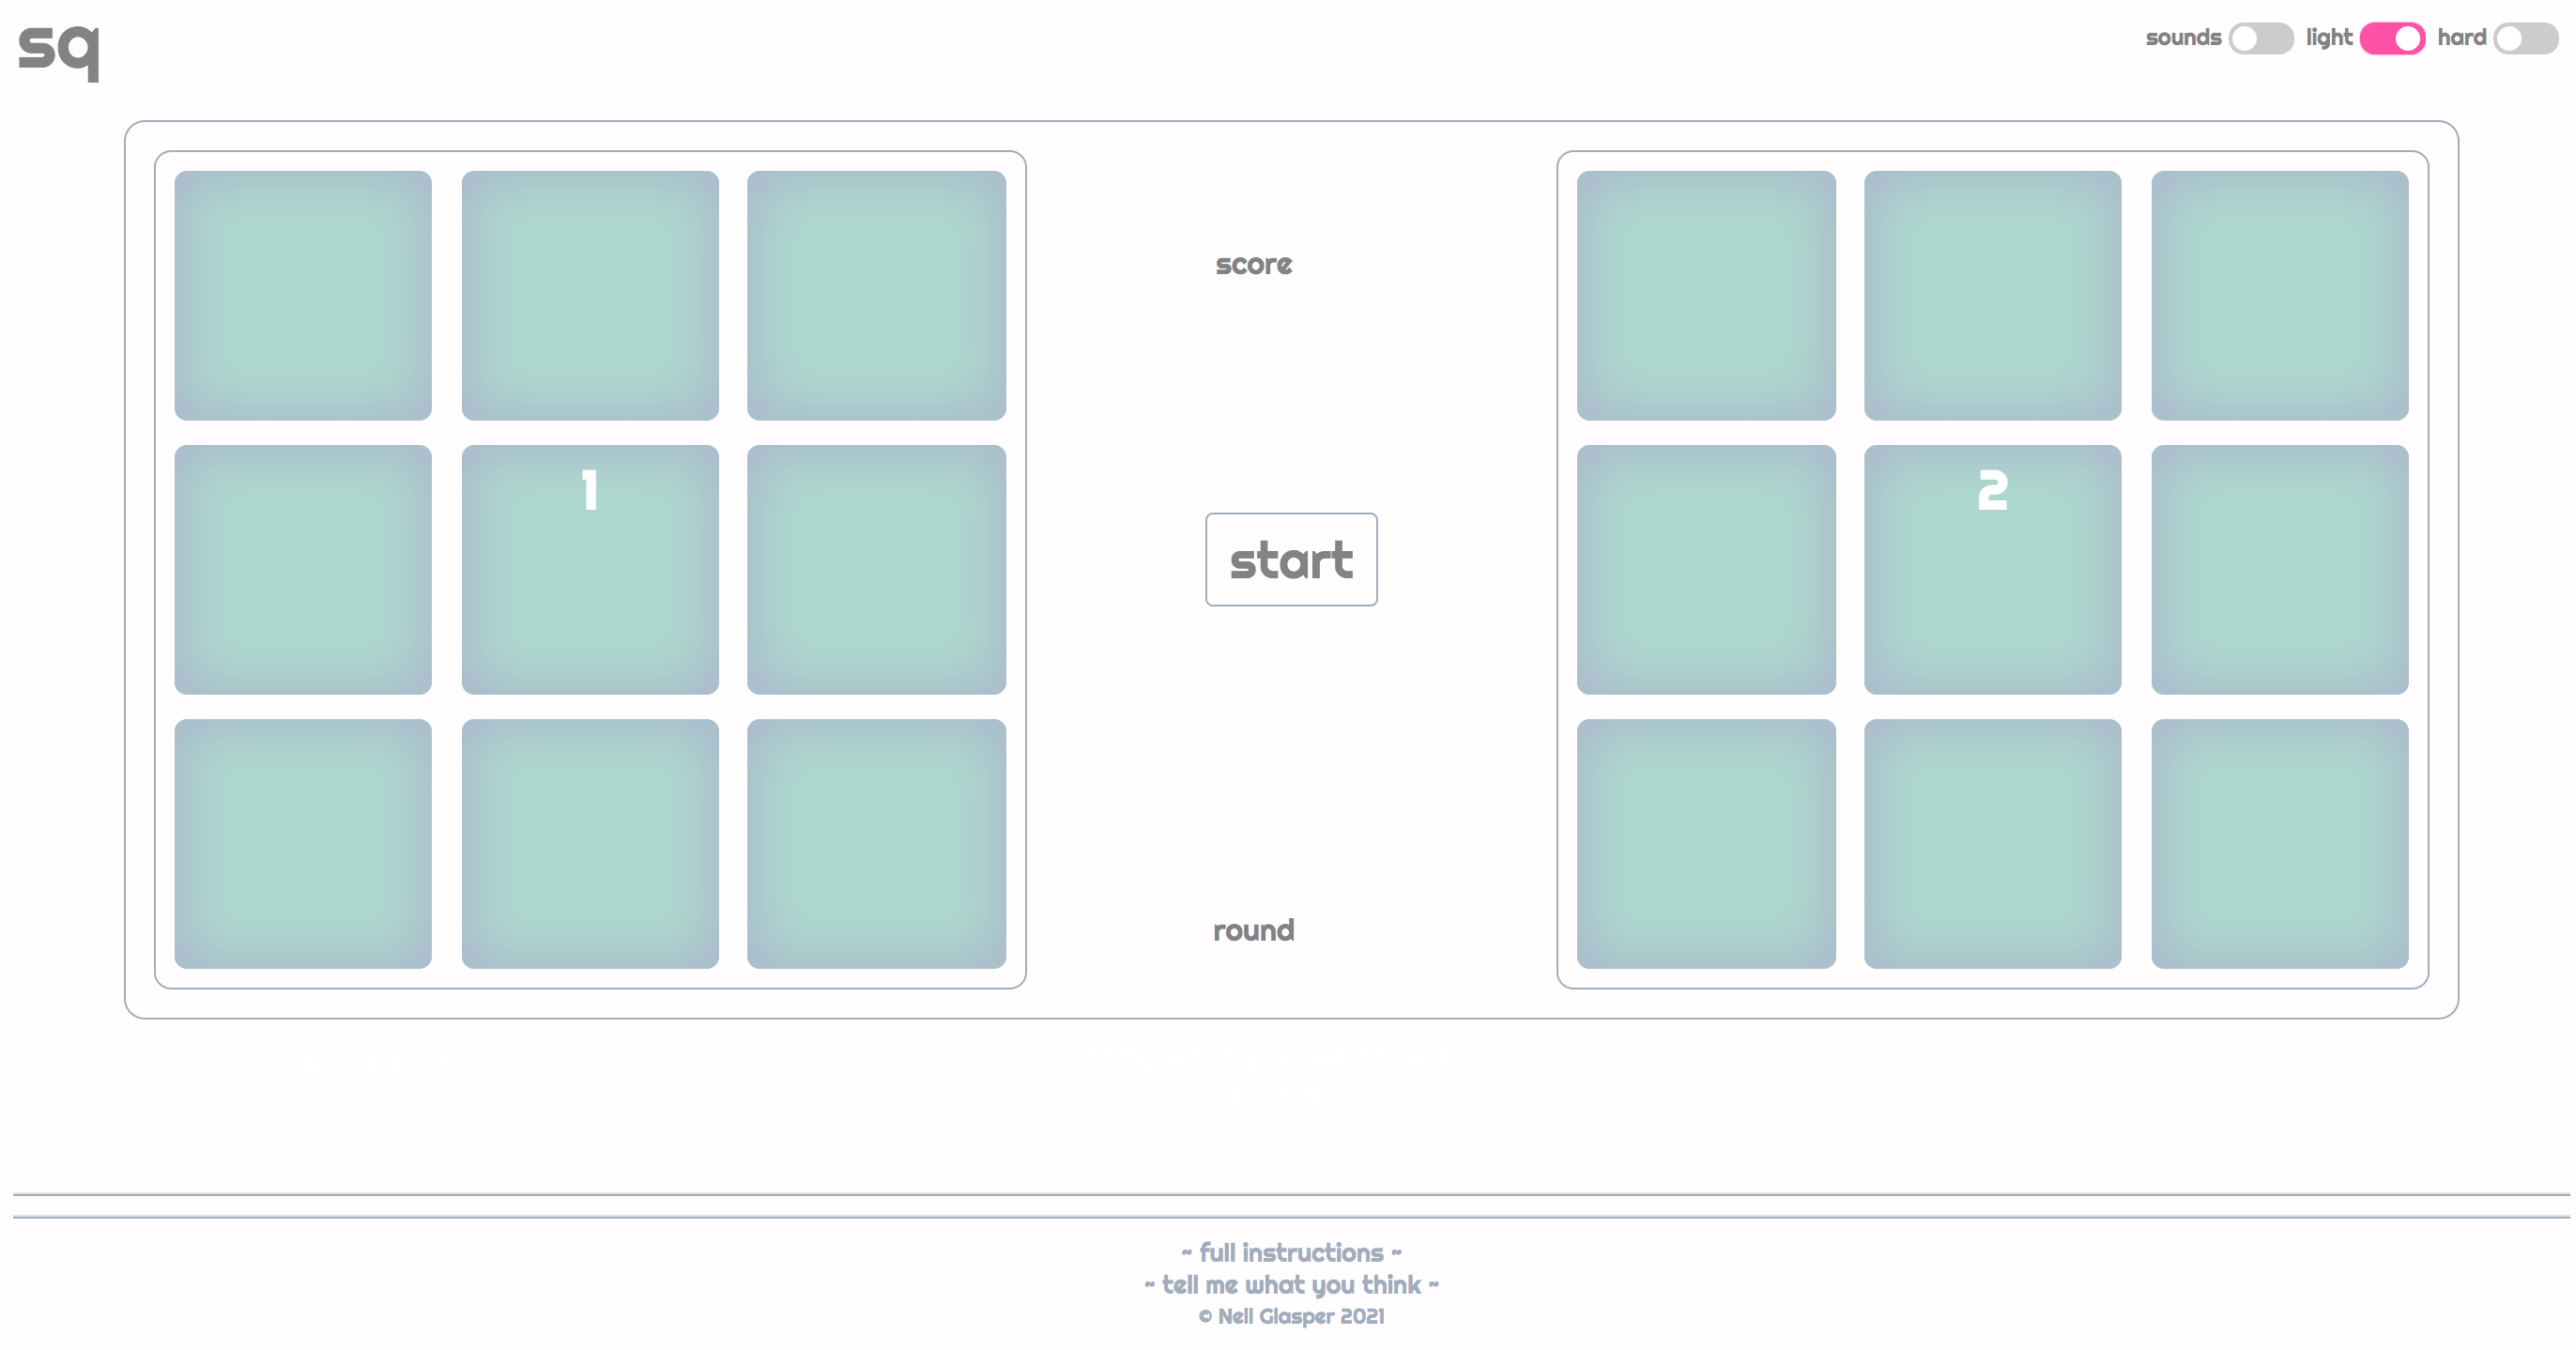 sq
sounds light hard
score
1
2
start
round
~ full instructions ~
~ tell me what you think ~
© Nell Glasper 2021